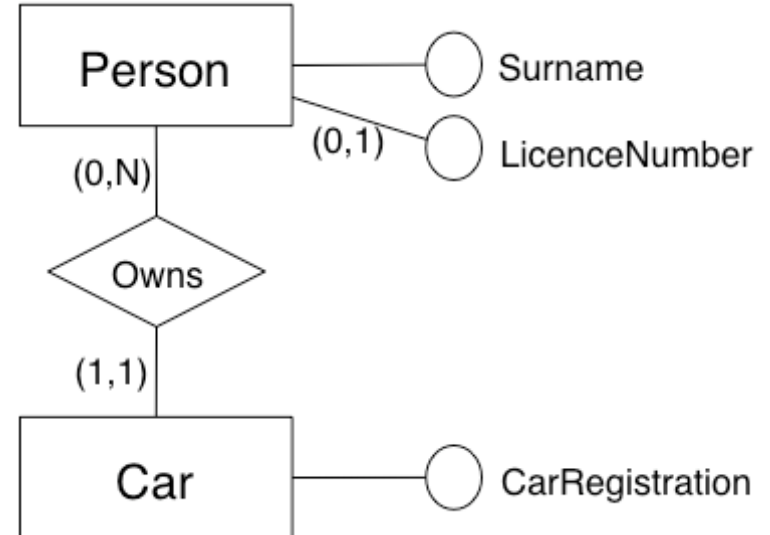 Person
Surname
(0,1)
LicenceNumber
(0,N)
Owns
(1,1)
Car
CarRegistration